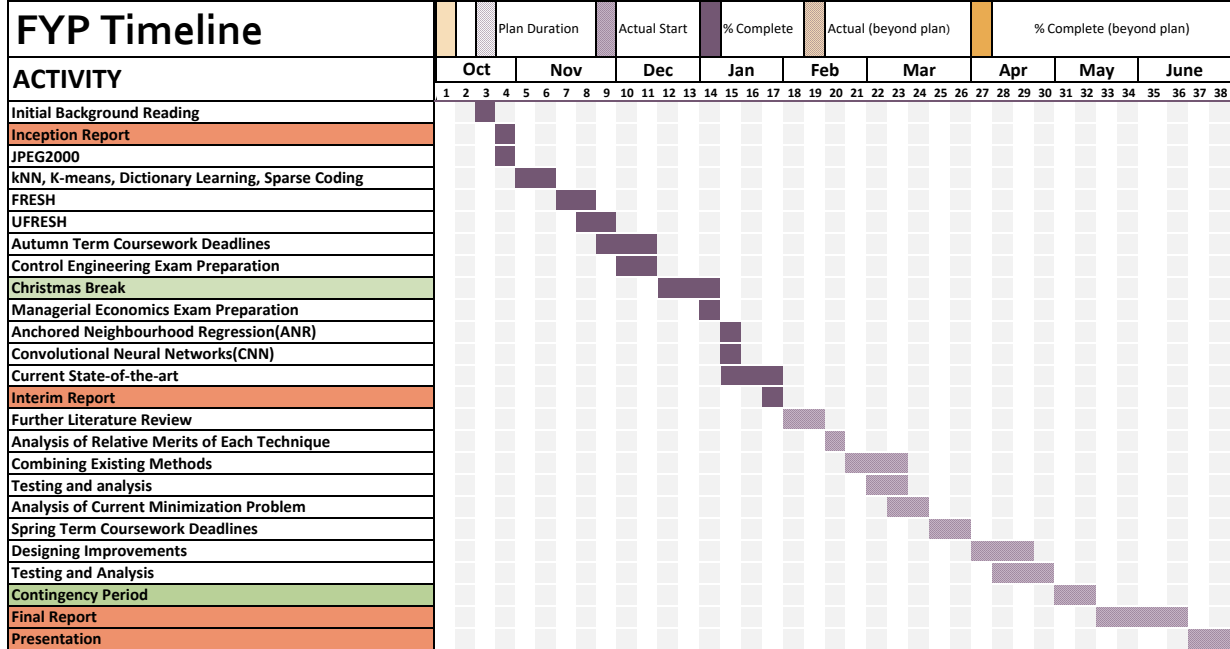 FYP Timeline
Plan Duration
Actual Start
% Complete
Actual (beyond plan)
% Complete (beyond plan)
ACTIVITY
Oct Nov Dec Jan Feb Mar Apr May June
1 2 3 4 5 6 7 8 9 10 11 12 13 14 15 16 17 18 19 20 21 22 23 24 25 26 27 28 29 30 31 32 33 34 35 36 37 38
Initial Background Reading
Inception Report
JPEG2000
kNN, K-means, Dictionary Learning, Sparse Coding
FRESH
UFRESH
Autumn Term Coursework Deadlines
Control Engineering Exam Preparation
Christmas Break
Managerial Economics Exam Preparation
Anchored Neighbourhood Regression(ANR)
Convolutional Neural Networks(CNN)
Current State-of-the-art
Interim Report
Further Literature Review
Analysis of Relative Merits of Each Technique
Combining Existing Methods
Testing and analysis
Analysis of Current Minimization Problem
Spring Term Coursework Deadlines
Designing Improvements
Testing and Analysis
Contingency Period
Final Report
Presentation